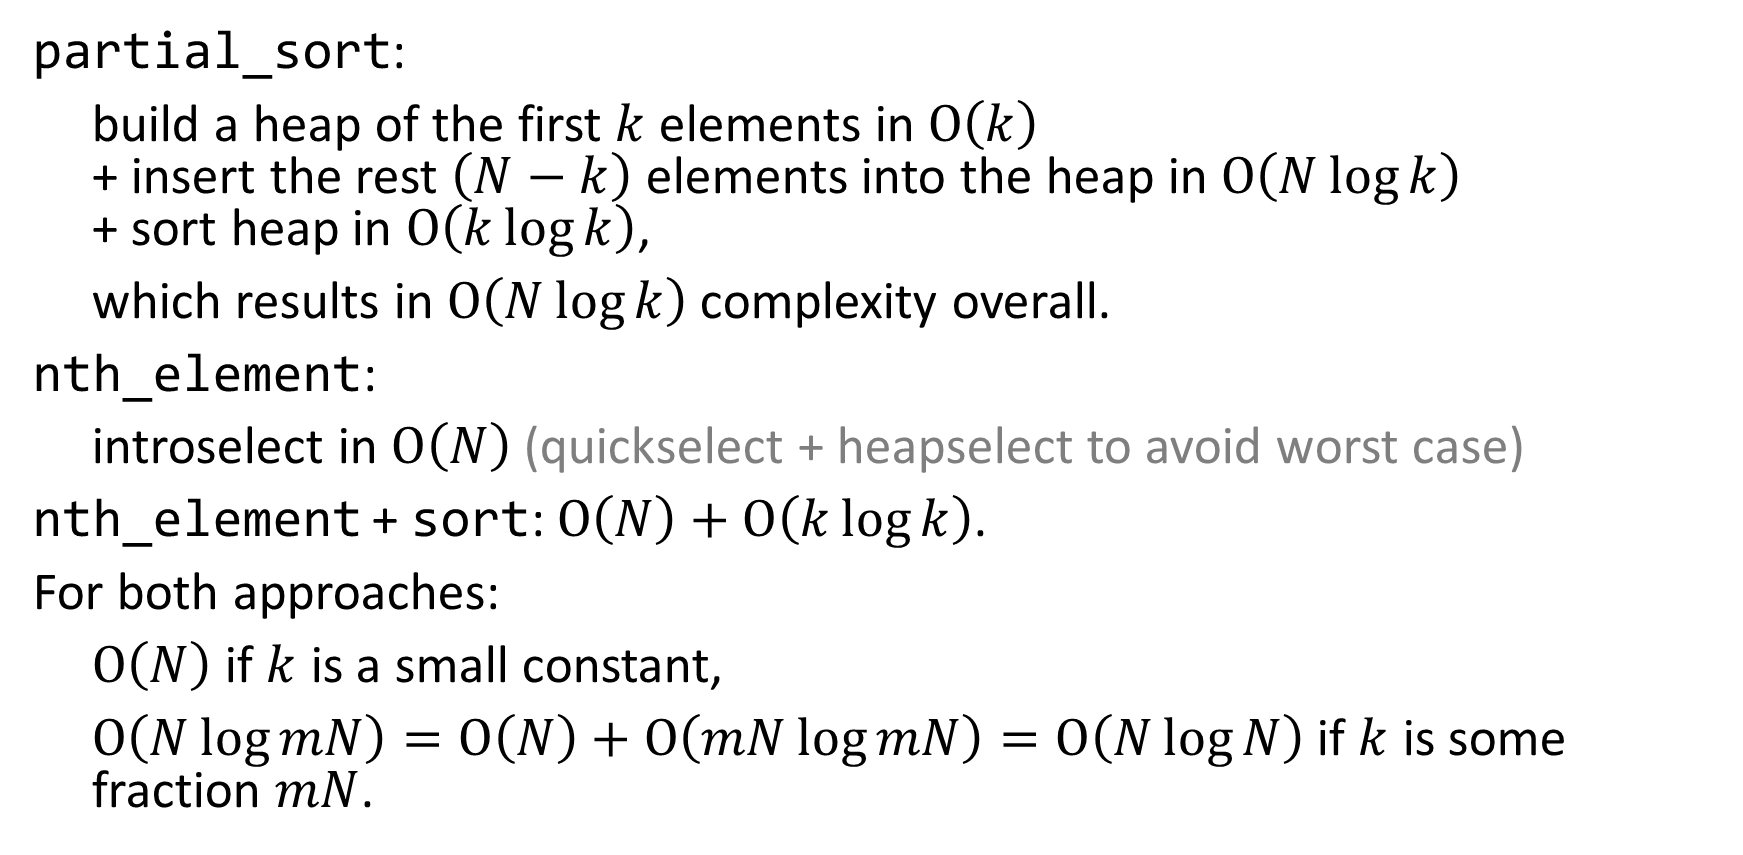 partial_sort:
build a heap of the first k elements in O(k)
+ insert the rest (N − k) elements into the heap in O(N log k)
+ sort heap in O(k log k),
which results in O(N log k) complexity overall.
nth_element:
introselect in O(N) (quickselect + heapselect to avoid worst case)
nth_element + sort: O(N) + O(k log k).
For both approaches:
O(N) if k is a small constant,
O(N log mN) = O(N) + O(mN log mN) = O(N log N) if k is some
fraction mN.